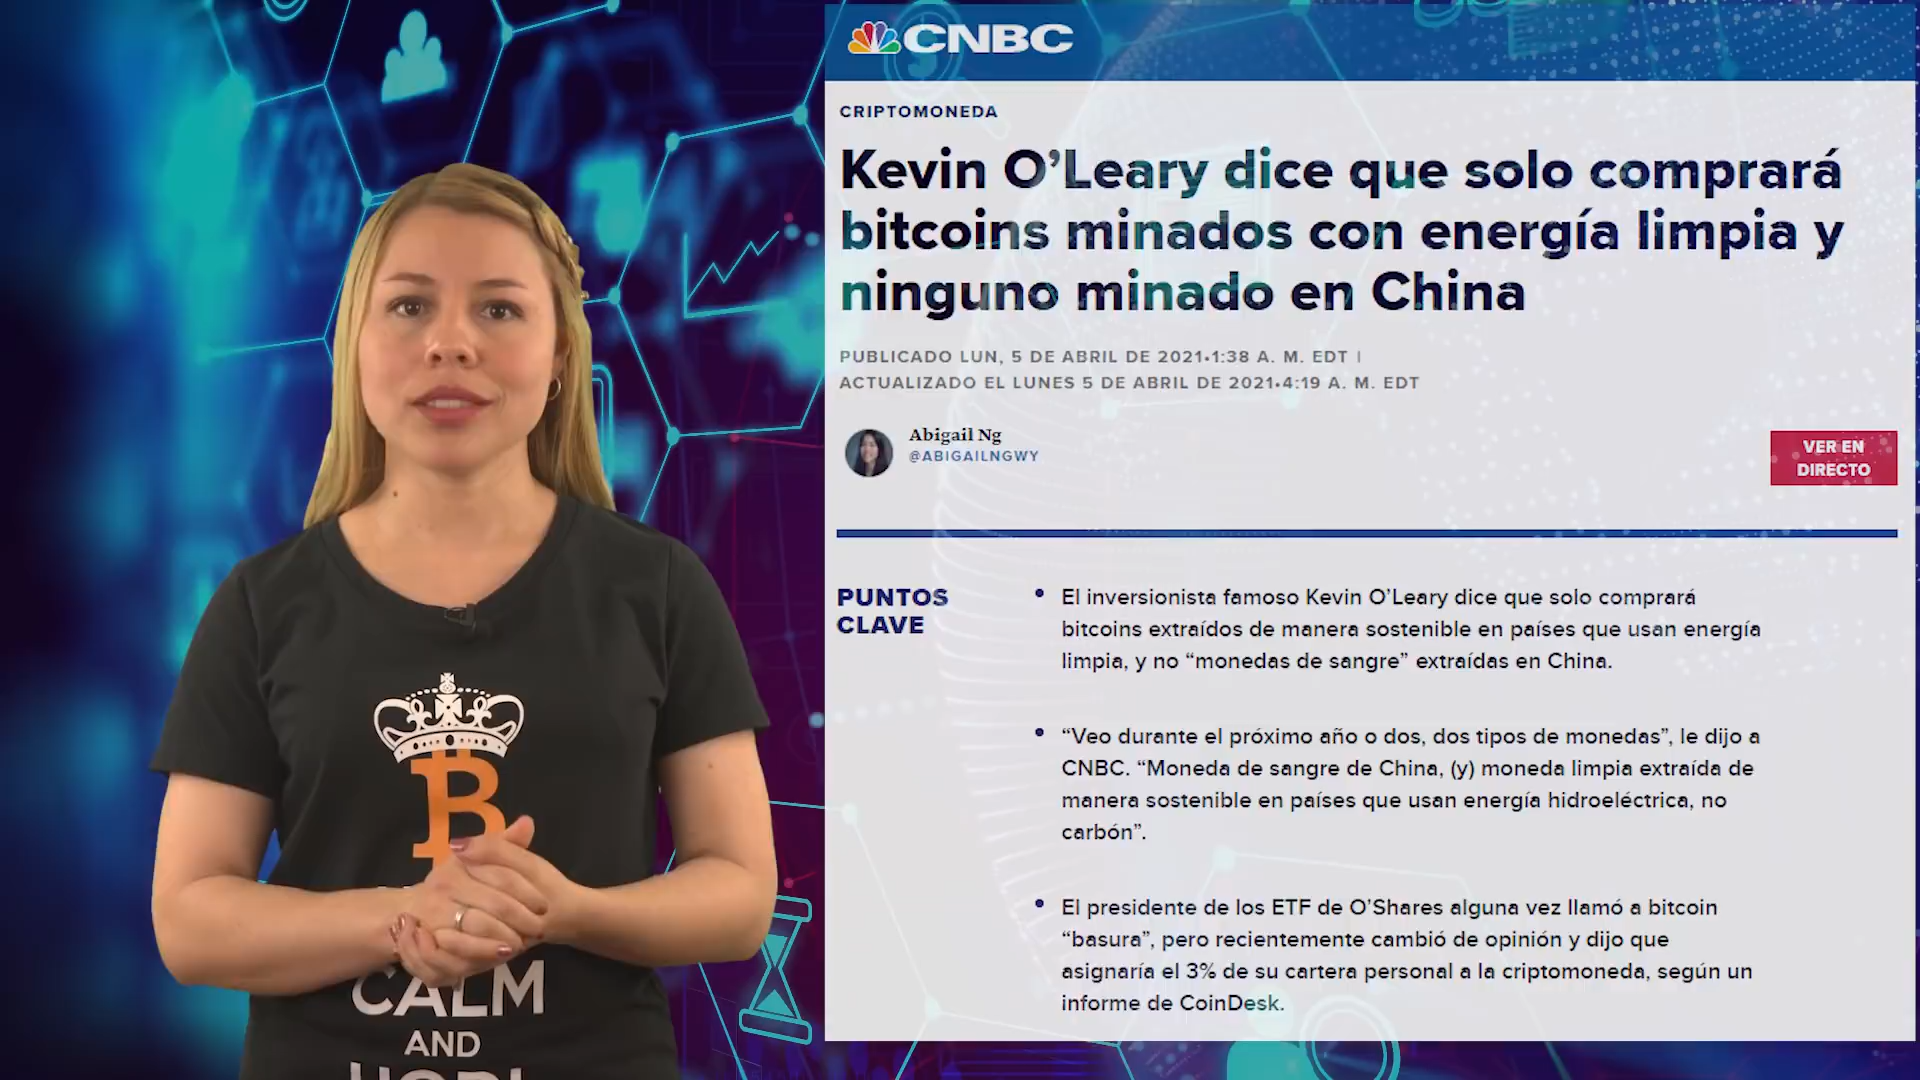 CNBC
CRIPTOMONEDA
Kevin O’Leary dice que solo comprará
bitcoins minados con energía limpia y
ninguno minado en China
PUBLICADO LUN, 5 DE ABRIL DE 2021•1:38 A. M. EDT |
ACTUALIZADO EL LUNES 5 DE ABRIL DE 2021•4:19 A. M. EDT
Abigail Ng
@ABIGAILNGWY
VER EN
DIRECTO
PUNTOS
CLAVE
• El inversionista famoso Kevin O’Leary dice que solo comprará
bitcoins extraídos de manera sostenible en países que usan energía
limpia, y no “monedas de sangre” extraídas en China.
• “Veo durante el próximo año o dos, dos tipos de monedas”, le dijo a
CNBC. “Moneda de sangre de China, (y) moneda limpia extraída de
manera sostenible en países que usan energía hidroeléctrica, no
carbón”.
• El presidente de los ETF de O’Shares alguna vez llamó a bitcoin
“basura”, pero recientemente cambió de opinión y dijo que
asignaría el 3% de su cartera personal a la criptomoneda, según un
informe de CoinDesk.
CALM
AND